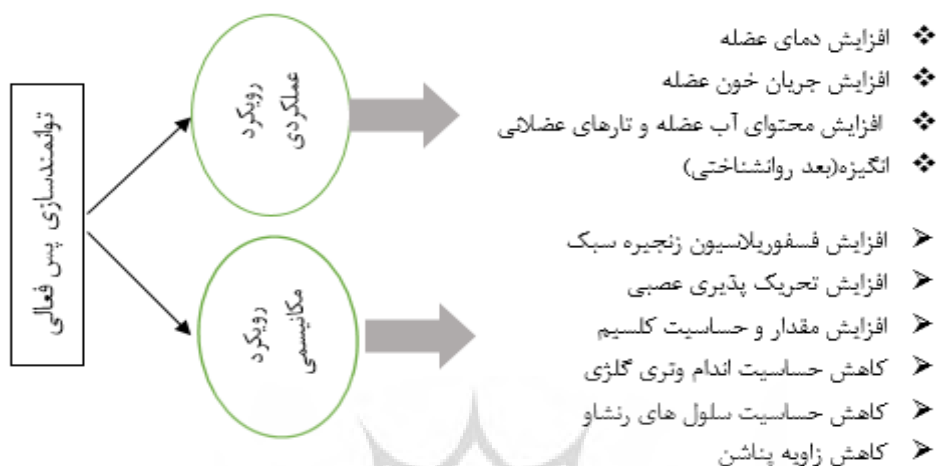 توانمندسازی پس فعالی
رویکرد
عملکردی
افزایش دمای عضله
افزایش جریان خون عضله
افزایش محتوای آب عضله و تارهای عضلانی
انگیزه(بعد روانشناختی)
رویکرد
مکانیسمی
افزایش فسفوریلاسیون زنجیره سبک
افزایش تحریک پذیری عصبی
افزایش مقدار و حساسیت کلسیم
کاهش حساسیت اندام وتری گلژی
کاهش حساسیت سلول های رنشاو
کاهش زاویه پناشن